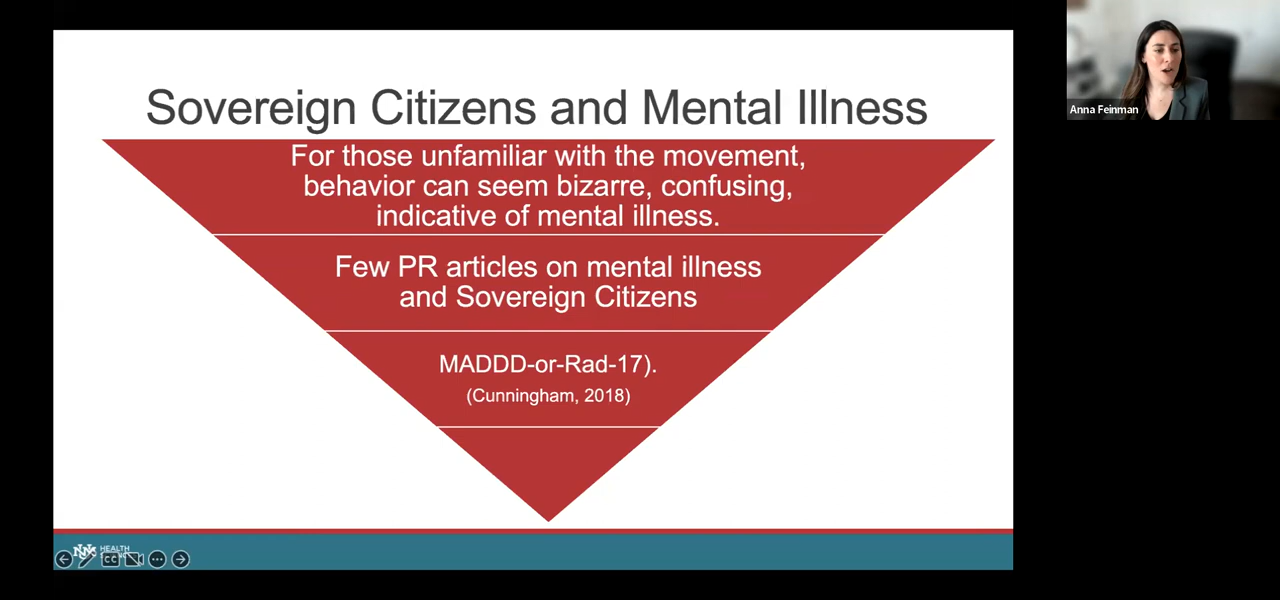 Sovereign Citizens and Mental Illness
For those unfamiliar with the movement,
behavior can seem bizarre, confusing,
indicative of mental illness.
Few PR articles on mental illness
and Sovereign Citizens
MADDD-or-Rad-17).
(Cunningham, 2018)
Anna Feinman
HEALTH
CC